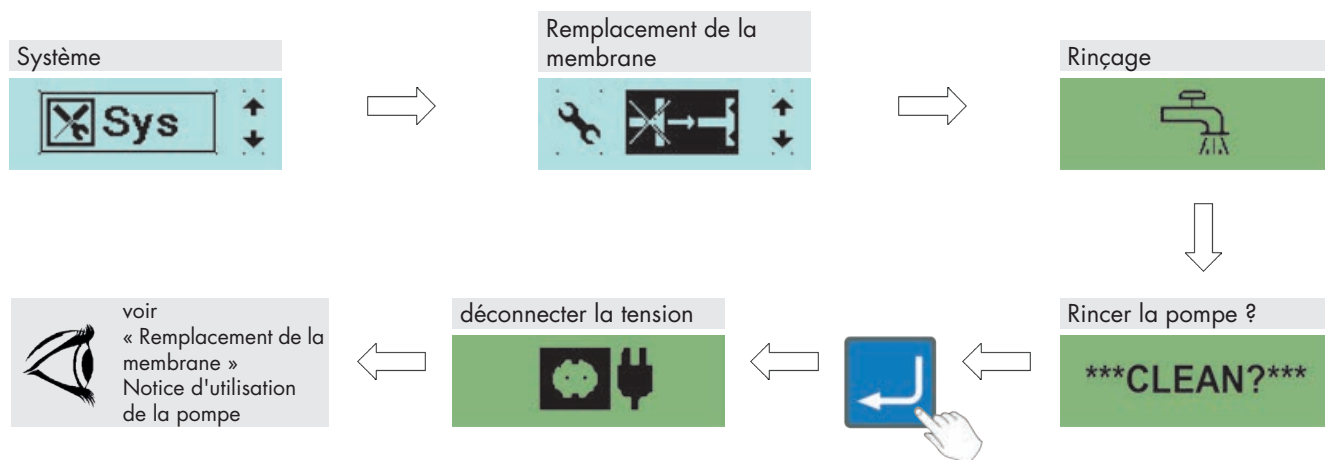 Système
Sys
Remplacement de la
membrane
Rinçage
Rincer la pompe ?
***CLEAN?***
déconnecter la tension
voir
« Remplacement de la
membrane »
Notice d'utilisation
de la pompe